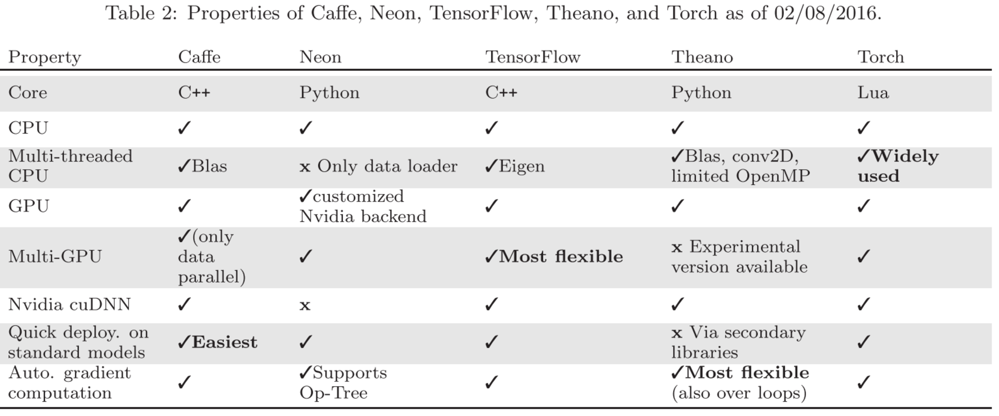 Table 2: Properties of Caffe, Neon, TensorFlow, Theano, and Torch as of 02/08/2016.
Property Caffe Neon TensorFlow Theano Torch
Core C++ Python C++ Python Lua
CPU ✓ ✓ ✓ ✓ ✓
Multi-threaded
CPU
✓Blas
x Only data loader
✓Eigen
✓Blas, conv2D,
limited OpenMP
✓Widely
used
GPU
✓
✓customized
Nvidia backend
✓
✓
✓
Multi-GPU
✓(only
data
parallel)
✓
✓Most flexible
x Experimental
version available
✓
Nvidia cuDNN ✓ x ✓ ✓ ✓
Quick deploy. on
standard models
✓Easiest
✓
✓
x Via secondary
libraries
✓
Auto. gradient
computation
✓
✓Supports
Op-Tree
✓
✓Most flexible
(also over loops)
✓